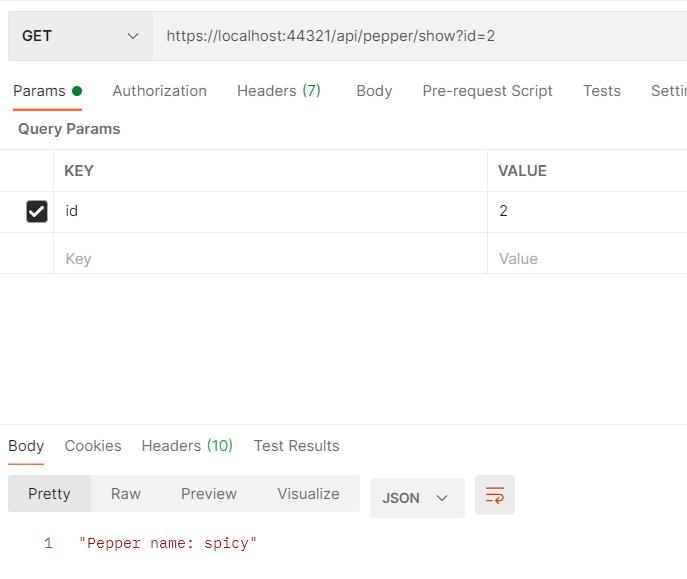 GET https://localhost:44321/api/pepper/show?id=2
Params Authorization Headers (7) Body Pre-request Script Tests Settin
Query Params
KEY VALUE
id 2
Key Value
Body Cookies Headers (10) Test Results
Pretty Raw Preview Visualize JSON
1 "Pepper name: spicy"